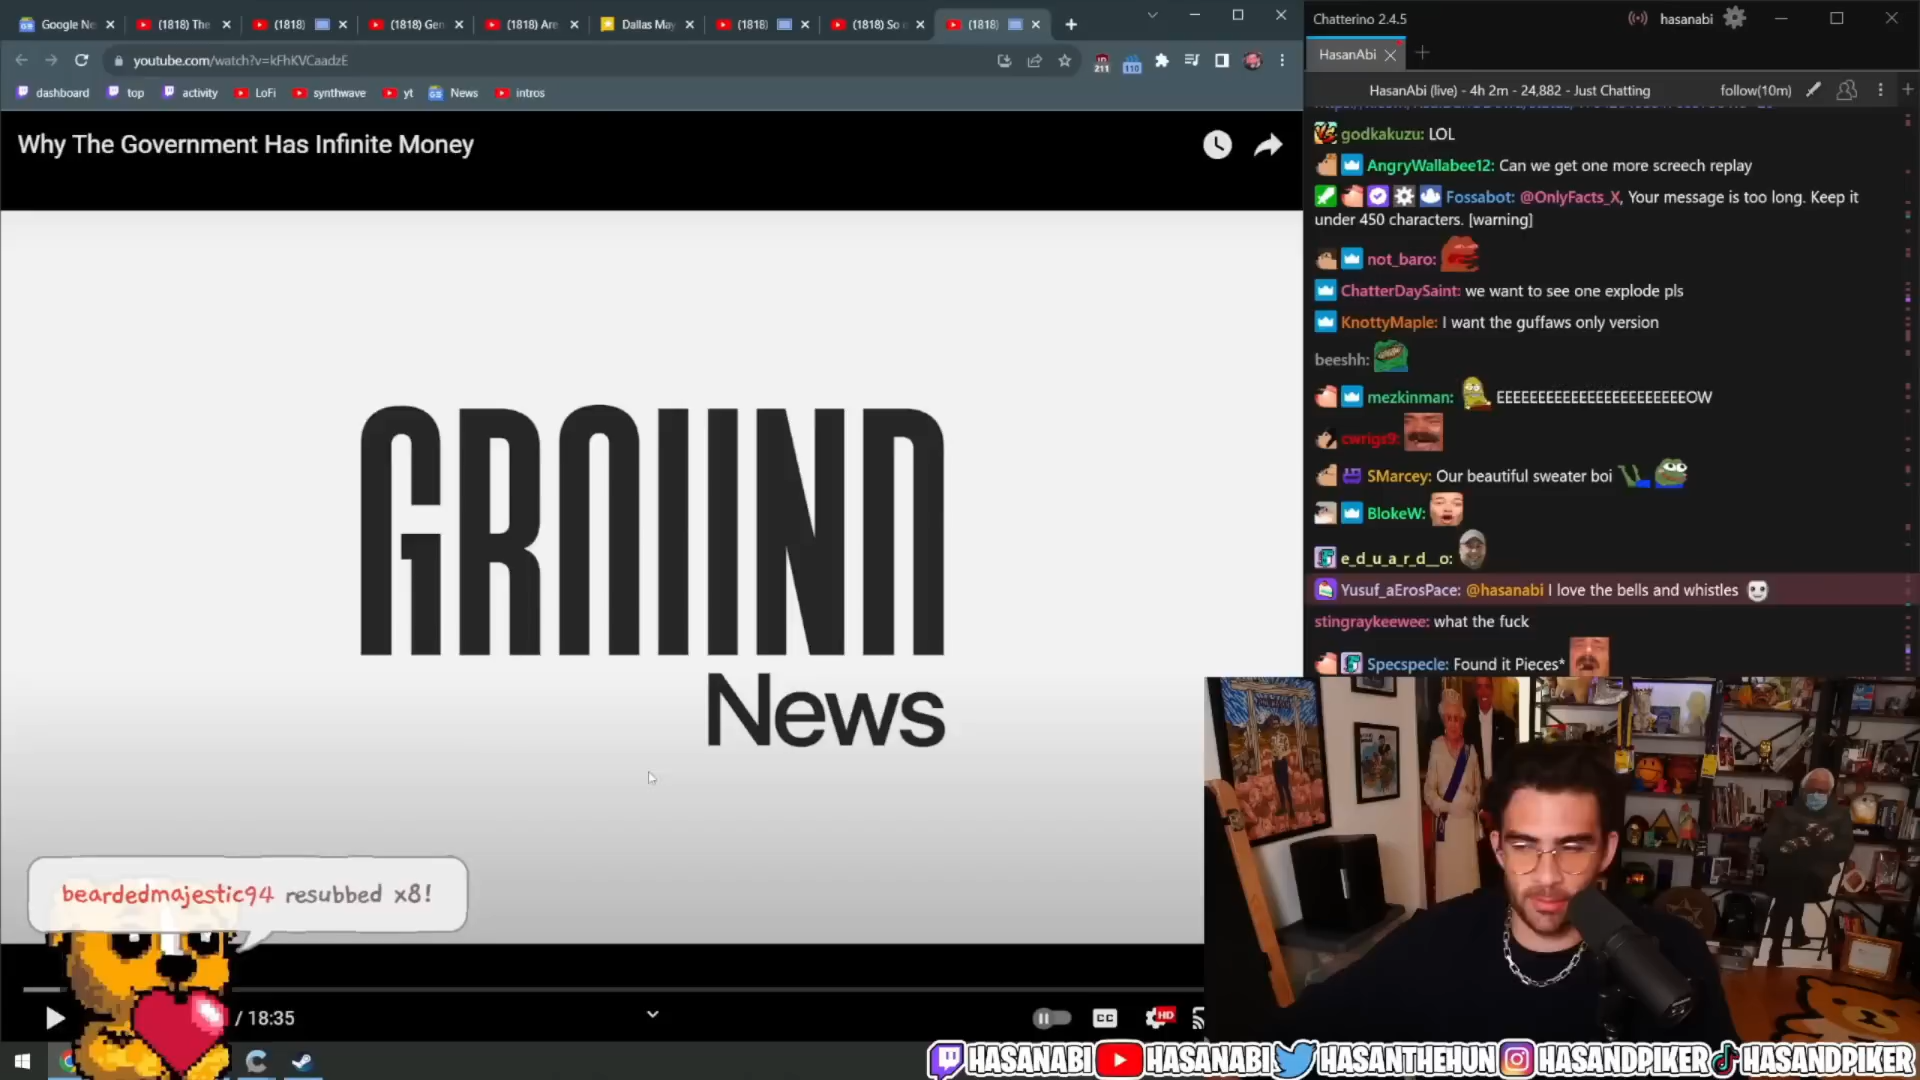 Google Ne
(1818) The
(1818)
(1818) Gen
(1818) Are
Dallas May
(1818)
(1818) So
(1818)
youtube.com/watch?v=kFhKVCaadzE
211
110
dashboard
top
activity
LoFi
synthwave
yt
News
intros
Why The Government Has Infinite Money
GROUND
News
beardedmajestic94 resubbed x8!
/ 18:35
CC
HD
Chatterino 2.4.5
hasanabi
HasanAbi
HasanAbi (live) - 4h 2m - 24,882 - Just Chatting
follow(10m)
godkakuzu: LOL
AngryWallabee12: Can we get one more screech replay
Fossabot: @OnlyFacts_X, Your message is too long. Keep it
under 450 characters. [warning]
not_baro:
ChatterDaySaint: we want to see one explode pls
KnottyMaple: I want the guffaws only version
beeshh:
mezkinman: EEEEEEEEEEEEEEEEEEEEEEEOW
cwrigs9:
SMarcey: Our beautiful sweater boi
BlokeW:
e_d_u_a_r_d__o:
Yusuf_aErosPace: @hasanabi I love the bells and whistles
stingraykeewee: what the fuck
Specspecle: Found it Pieces*
HASANABI
HASANABI
HASANTHEHUN
HASANDPIKER
HASANDPIKER